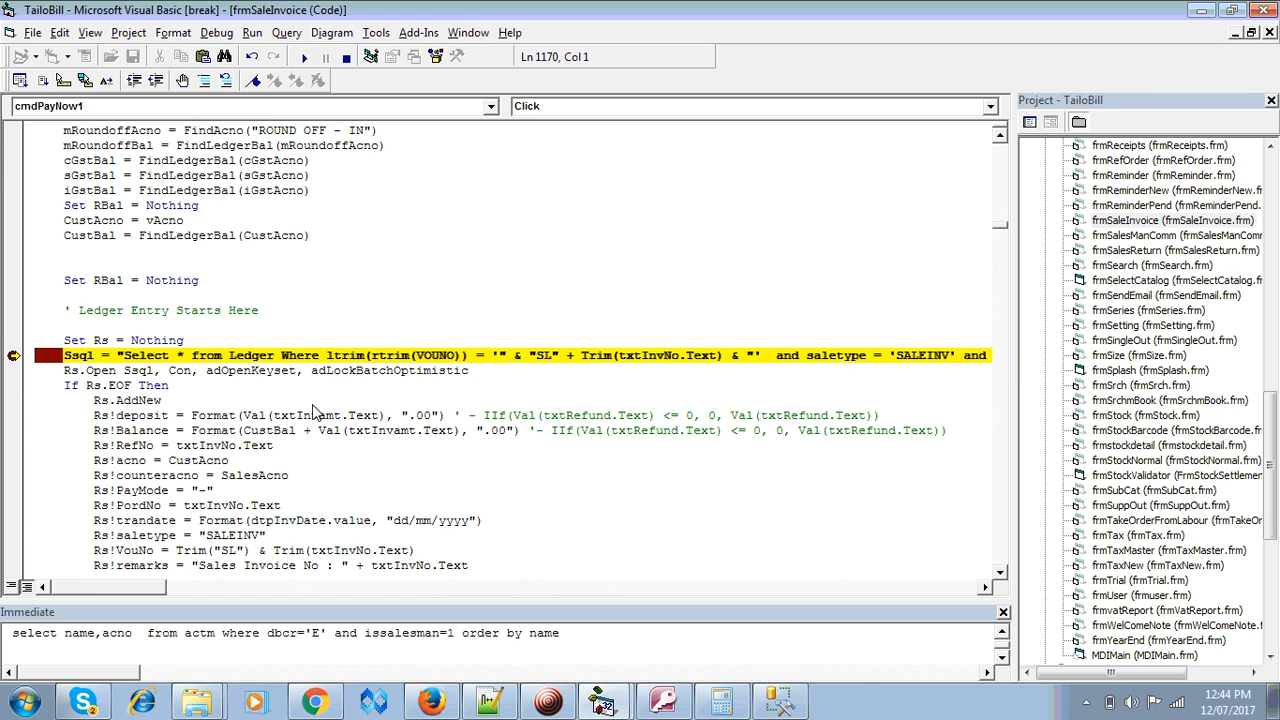 TailoBill - Microsoft Visual Basic [break] - [frmSaleInvoice (Code)]
File Edit View Project Format Debug Run Query Diagram Tools Add-Ins Window Help
Ln 1170, Col 1
cmdPayNow1 Click
mRoundoffAcno = FindAcno("ROUND OFF - IN")
mRoundoffBal = FindLedgerBal(mRoundoffAcno)
cGstBal = FindLedgerBal(cGstAcno)
sGstBal = FindLedgerBal(sGstAcno)
iGstBal = FindLedgerBal(iGstAcno)
Set RBal = Nothing
CustAcno = vAcno
CustBal = FindLedgerBal(CustAcno)
Set RBal = Nothing
' Ledger Entry Starts Here
Set Rs = Nothing
Ssql = "Select * from Ledger Where ltrim(rtrim(VOUNO)) = '" & "SL" + Trim(txtInvNo.Text) & "'  and saletype = 'SALEINV' and
Rs.Open Ssql, Con, adOpenKeyset, adLockBatchOptimistic
If Rs.EOF Then
Rs.AddNew
Rs!deposit = Format(Val(txtInvamt.Text), ".00") ' - IIf(Val(txtRefund.Text) <= 0, 0, Val(txtRefund.Text))
Rs!Balance = Format(CustBal + Val(txtInvamt.Text), ".00") '- IIf(Val(txtRefund.Text) <= 0, 0, Val(txtRefund.Text))
Rs!RefNo = txtInvNo.Text
Rs!acno = CustAcno
Rs!counteracno = SalesAcno
Rs!PayMode = "-"
Rs!PordNo = txtInvNo.Text
Rs!trandate = Format(dtpInvDate.value, "dd/mm/yyyy")
Rs!saletype = "SALEINV"
Rs!VouNo = Trim("SL") & Trim(txtInvNo.Text)
Rs!remarks = "Sales Invoice No : " + txtInvNo.Text
Immediate
select name,acno  from actm where dbcr='E' and issalesman=1 order by name
Project - TailoBill
frmReceipts (frmReceipts.frm)
frmRefOrder (frmRefOrder.frm)
frmReminder (frmReminder.frm)
frmReminderNew (frmReminderNew.fr
frmReminderPend (frmReminderPend.
frmSaleInvoice (frmSaleInvoice.frm)
frmSalesManComm (frmSalesManComm
frmSalesReturn (frmSalesReturn.frm)
frmSearch (frmSearch.frm)
frmSelectCatalog (frmSelectCatalog.frm)
frmSendEmail (frmSendEmail.frm)
frmSeries (frmSeries.frm)
frmSetting (frmSetting.frm)
frmSingleOut (frmSingleOut.frm)
frmSize (frmSize.frm)
frmSplash (frmSplash.frm)
frmSrch (frmSrch.frm)
frmSrchmBook (frmSrchmBook.frm)
frmStock (frmStock.frm)
frmStockBarcode (frmStockBarcode.frm)
frmstockdetail (frmstockdetail.frm)
frmStockNormal (frmStockNormal.frm)
frmStockValidator (FrmStockSettlemer
frmSubCat (frmSubCat.frm)
frmSuppOut (frmSuppOut.frm)
frmTakeOrderFromLabour (frmTakeOr
frmTax (frmTax.frm)
frmTaxMaster (frmTaxMaster.frm)
frmTaxNew (frmTaxNew.frm)
frmTrial (frmTrial.frm)
frmUser (frmuser.frm)
frmvatReport (frmVatReport.frm)
frmWelComeNote (frmWelComeNote.f
frmYearEnd (frmYearEnd.frm)
MDIMain (MDIMain.frm)
2
32
12:44 PM
12/07/2017